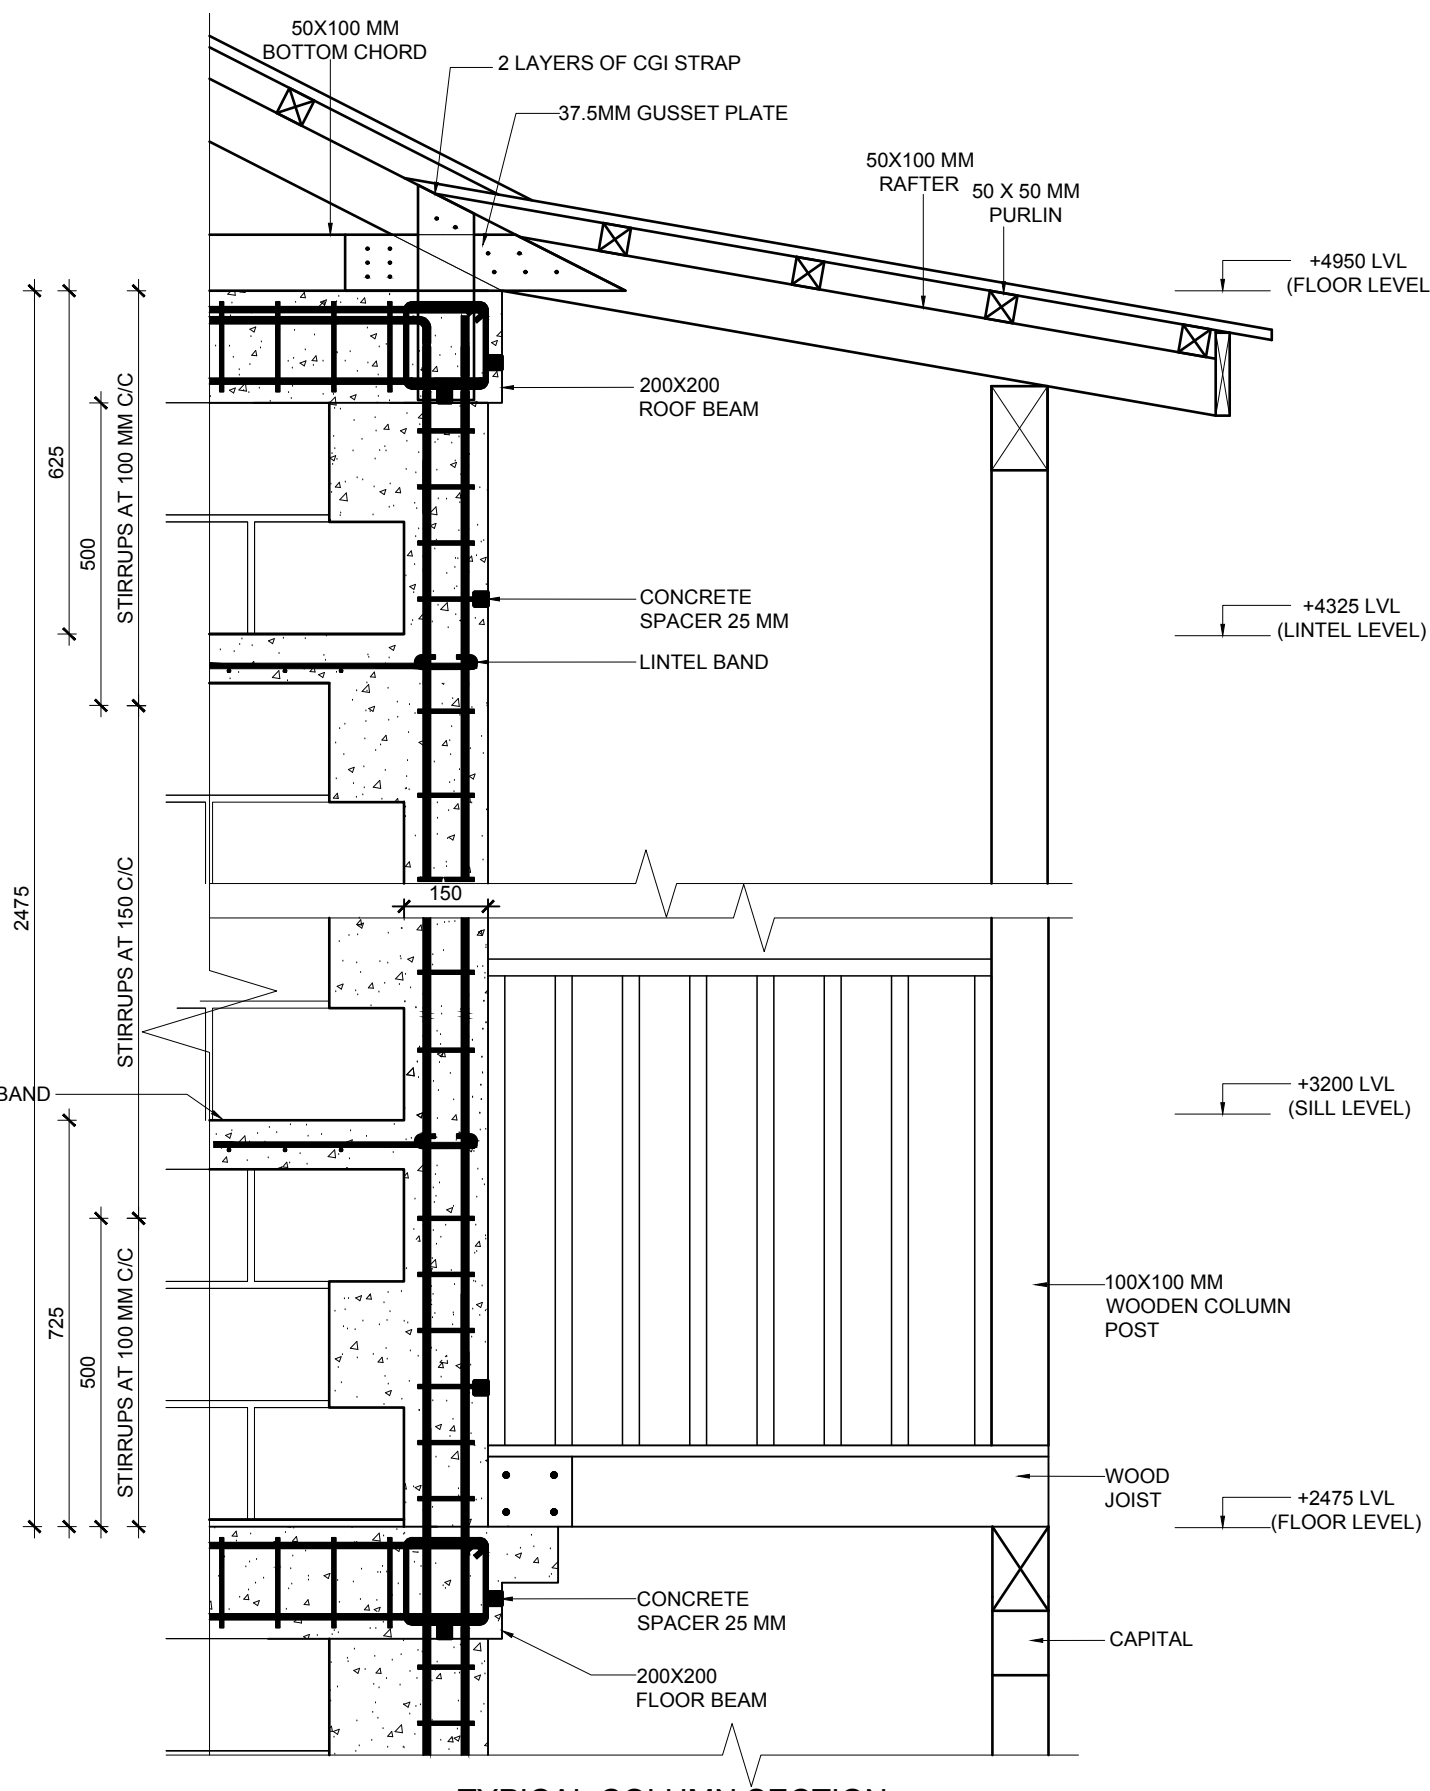 50X100 MM
BOTTOM CHORD
2 LAYERS OF CGI STRAP
37.5MM GUSSET PLATE
50X100 MM
RAFTER
50 X 50 MM
PURLIN
+4950 LVL
(FLOOR LEVEL
200X200
ROOF BEAM
625
500
STIRRUPS AT 100 MM C/C
CONCRETE
SPACER 25 MM
+4325 LVL
(LINTEL LEVEL)
LINTEL BAND
2475
STIRRUPS AT 150 C/C
150
BAND
+3200 LVL
(SILL LEVEL)
725
500
STIRRUPS AT 100 MM C/C
100X100 MM
WOODEN COLUMN
POST
WOOD
JOIST
+2475 LVL
(FLOOR LEVEL)
CONCRETE
SPACER 25 MM
CAPITAL
200X200
FLOOR BEAM
TYPICAL COLUMN SECTION